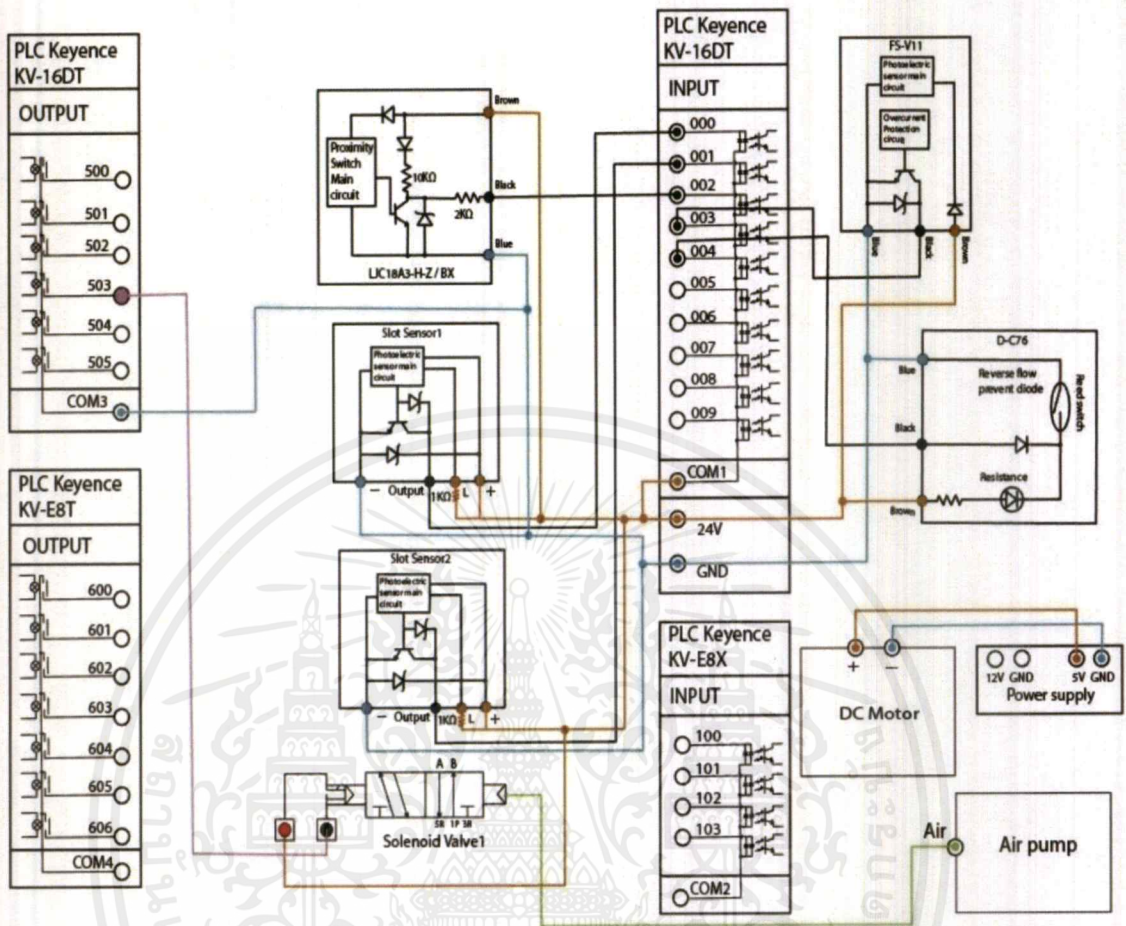 PLC Keyence
KV-16DT
OUTPUT
500
501
502
503
504
505
COM3
PLC Keyence
KV-E8T
OUTPUT
600
601
602
603
604
605
606
COM4
Brown
Proximity
Switch
Main
circuit
10KΩ
Black
2KΩ
Blue
LJC18A3-H-Z / BX
Slot Sensor1
Photoelectric
sensor main
circuit
− Output 1KΩ L +
Slot Sensor2
Photoelectric
sensor main
circuit
− Output 1KΩ L +
A B
5R 1P 3R
Solenoid Valve1
PLC Keyence
KV-16DT
INPUT
000
001
002
003
004
005
006
007
008
009
COM1
24V
GND
PLC Keyence
KV-E8X
INPUT
100
101
102
103
COM2
FS-V11
Photoelectric
sensor main
circuit
Overcurrent
Protection
circuit
Blue
Black
Brown
D-C76
Blue
Reverse flow
prevent diode
Reed switch
Black
Resistance
Brown
+ −
DC Motor
12V GND 5V GND
Power supply
Air
Air pump